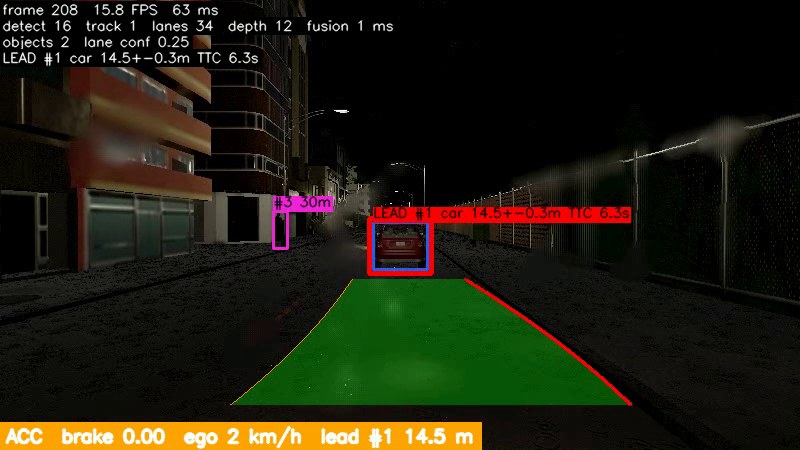 frame 208 15.8 FPS 63 ms
detect 16 track 1 lanes 34 depth 12 fusion 1 ms
objects 2 lane conf 0.25
LEAD #1 car 14.5+-0.3m TTC 6.3s
#3 30m
LEAD #1 car 14.5+-0.3m TTC 6.3s
ACC brake 0.00 ego 2 km/h lead #1 14.5 m